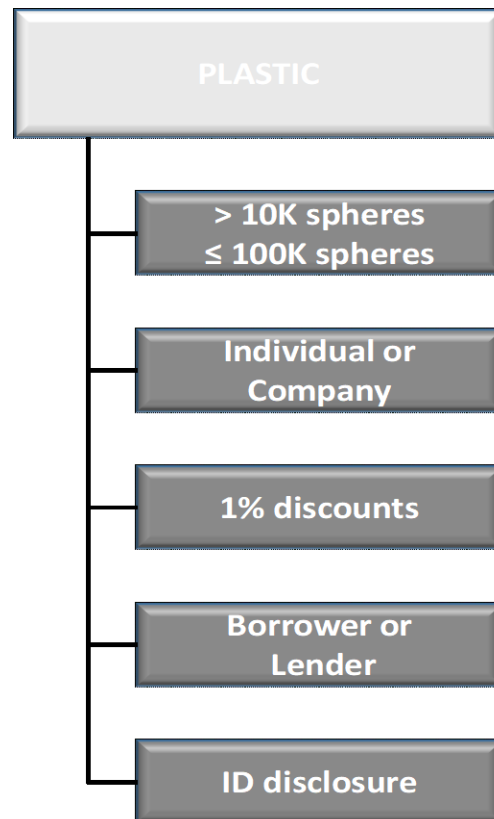 PLASTIC
> 10K spheres
≤ 100K spheres
Individual or
Company
1% discounts
Borrower or
Lender
ID disclosure